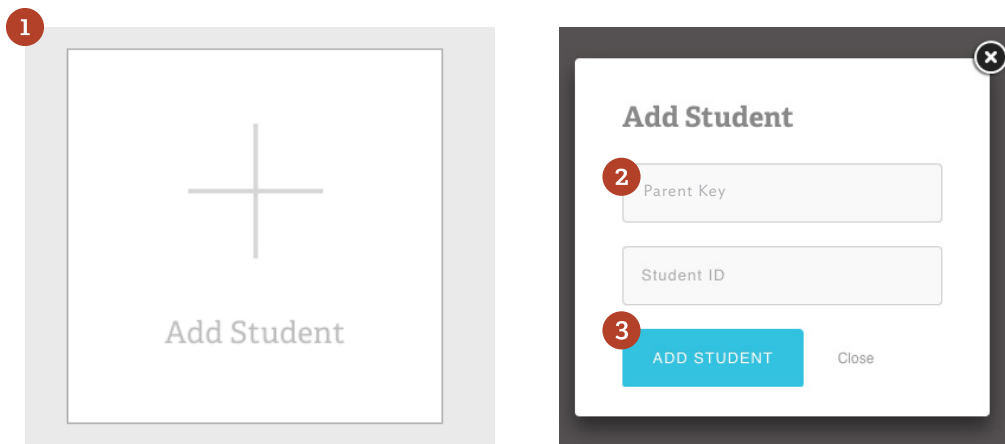 1
Add Student
Add Student
2
Parent Key
Student ID
3
ADD STUDENT Close